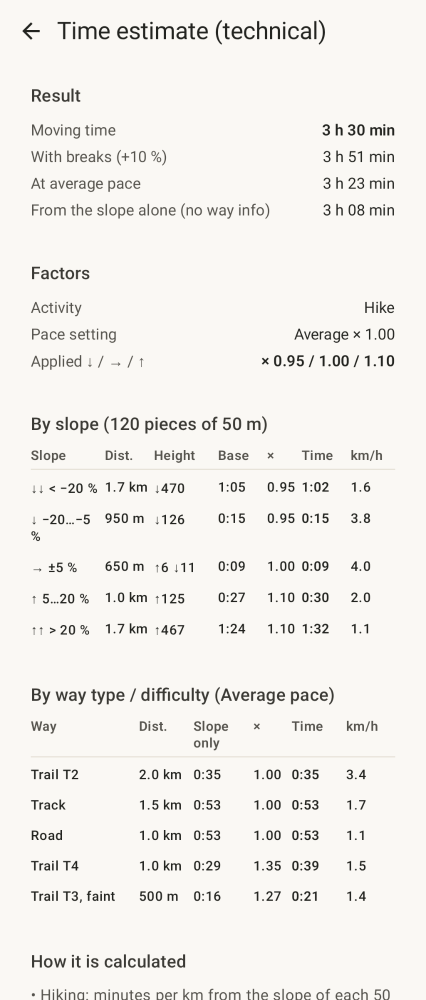 ← Time estimate (technical)
Result
Moving time 3 h 30 min
With breaks (+10 %) 3 h 51 min
At average pace 3 h 23 min
From the slope alone (no way info) 3 h 08 min
Factors
Activity Hike
Pace setting Average × 1.00
Applied ↓ / → / ↑ × 0.95 / 1.00 / 1.10
By slope (120 pieces of 50 m)
Slope Dist. Height Base × Time km/h
↓↓ < −20 % 1.7 km ↓470 1:05 0.95 1:02 1.6
↓ −20…−5 950 m ↓126 0:15 0.95 0:15 3.8
%
→ ±5 % 650 m ↑6 ↓11 0:09 1.00 0:09 4.0
↑ 5…20 % 1.0 km ↑125 0:27 1.10 0:30 2.0
↑↑ > 20 % 1.7 km ↑467 1:24 1.10 1:32 1.1
By way type / difficulty (Average pace)
Way Dist. Slope × Time km/h
only
Trail T2 2.0 km 0:35 1.00 0:35 3.4
Track 1.5 km 0:53 1.00 0:53 1.7
Road 1.0 km 0:53 1.00 0:53 1.1
Trail T4 1.0 km 0:29 1.35 0:39 1.5
Trail T3, faint 500 m 0:16 1.27 0:21 1.4
How it is calculated
• Hiking: minutes per km from the slope of each 50